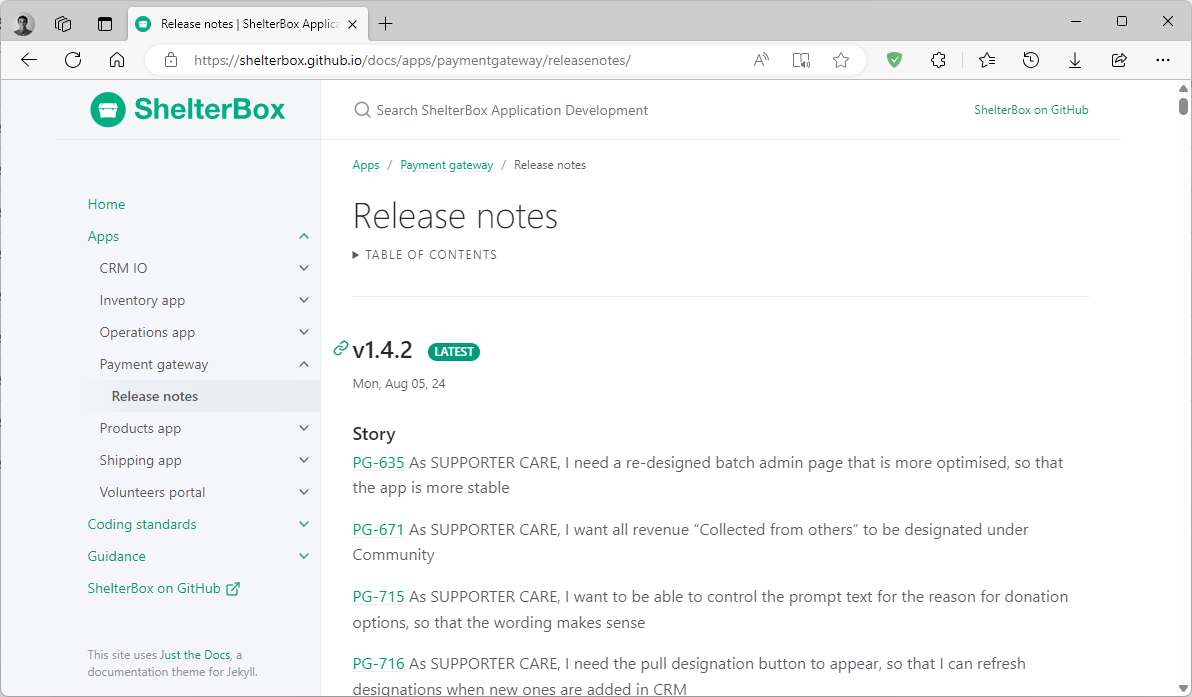 Release notes | ShelterBox Applica
https://shelterbox.github.io/docs/apps/paymentgateway/releasenotes/
ShelterBox
Search ShelterBox Application Development
ShelterBox on GitHub
Home
Apps
CRM IO
Inventory app
Operations app
Payment gateway
Release notes
Products app
Shipping app
Volunteers portal
Coding standards
Guidance
ShelterBox on GitHub
This site uses Just the Docs, a
documentation theme for Jekyll.
Apps / Payment gateway / Release notes
Release notes
TABLE OF CONTENTS
v1.4.2 LATEST
Mon, Aug 05, 24
Story
PG-635 As SUPPORTER CARE, I need a re-designed batch admin page that is more optimised, so that
the app is more stable
PG-671 As SUPPORTER CARE, I want all revenue “Collected from others” to be designated under
Community
PG-715 As SUPPORTER CARE, I want to be able to control the prompt text for the reason for donation
options, so that the wording makes sense
PG-716 As SUPPORTER CARE, I need the pull designation button to appear, so that I can refresh
designations when new ones are added in CRM